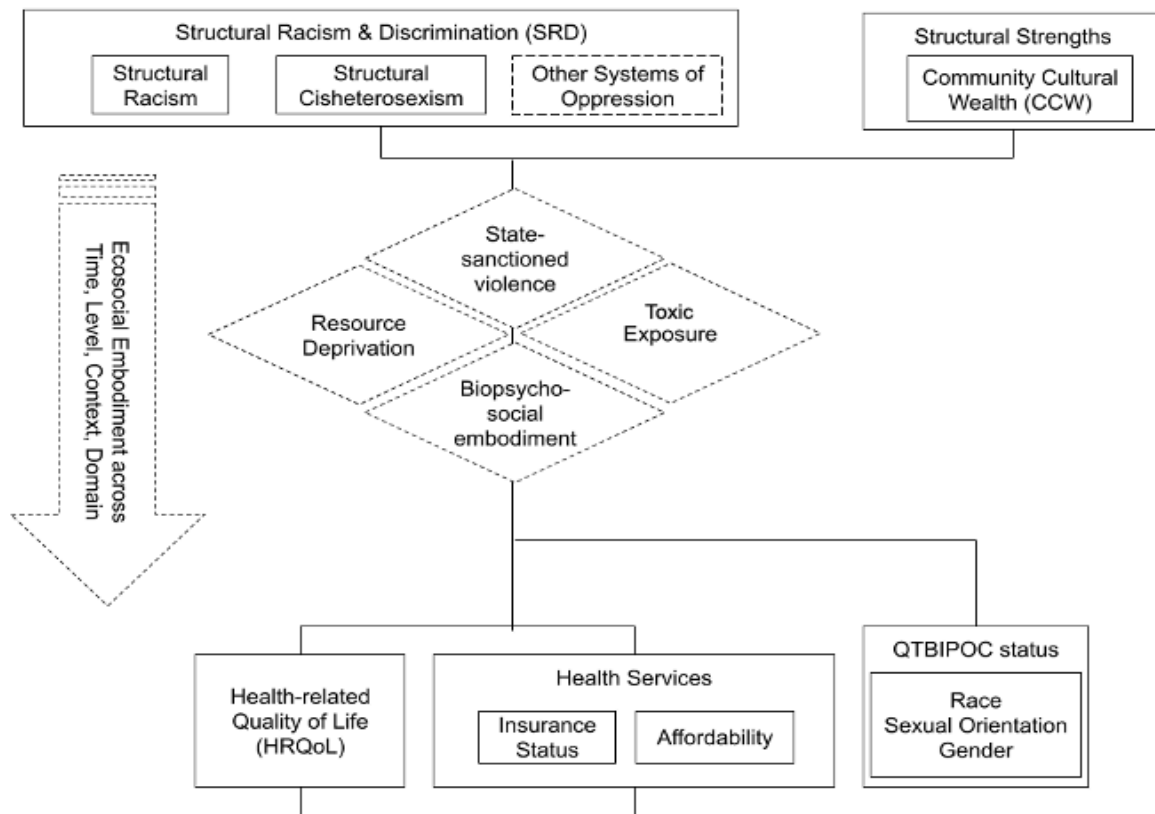 Structural Racism & Discrimination (SRD)
Structural
Racism
Structural
Cisheterosexism
Other Systems of
Oppression
Structural Strengths
Community Cultural
Wealth (CCW)
Ecosocial Embodiment across
Time, Level, Context, Domain
State-
sanctioned
violence
Resource
Deprivation
Toxic
Exposure
Biopsycho-
social
embodiment
Health-related
Quality of Life
(HRQoL)
Health Services
Insurance
Status
Affordability
QTBIPOC status
Race
Sexual Orientation
Gender